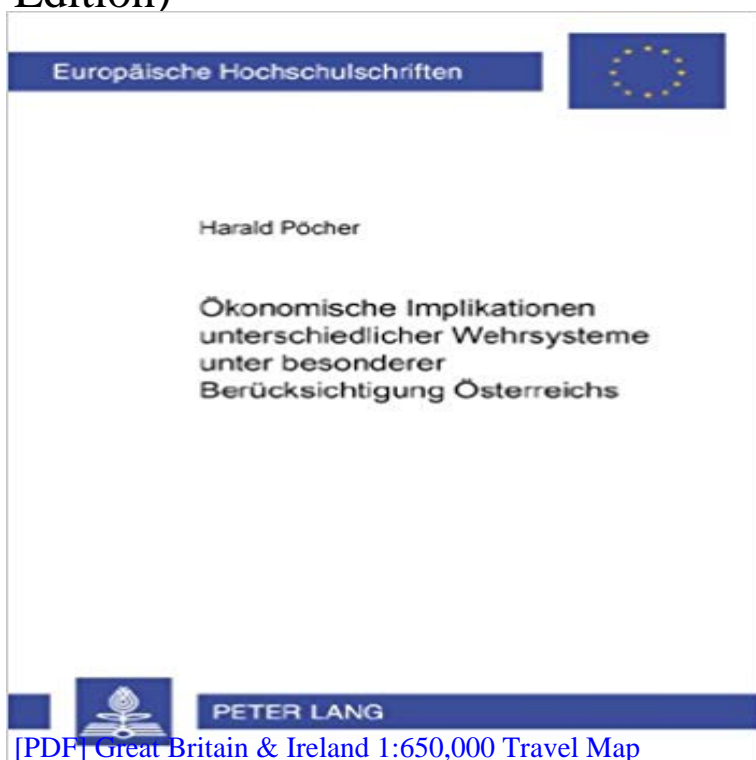 Edition)
Europäische Hochschulschriften
Harald Pöcher
Ökonomische Implikationen
unterschiedlicher Wehrsysteme
unter besonderer
Berücksichtigung Österreichs
PETER LANG
[PDF] Great Britain & Ireland 1:650,000 Travel Map